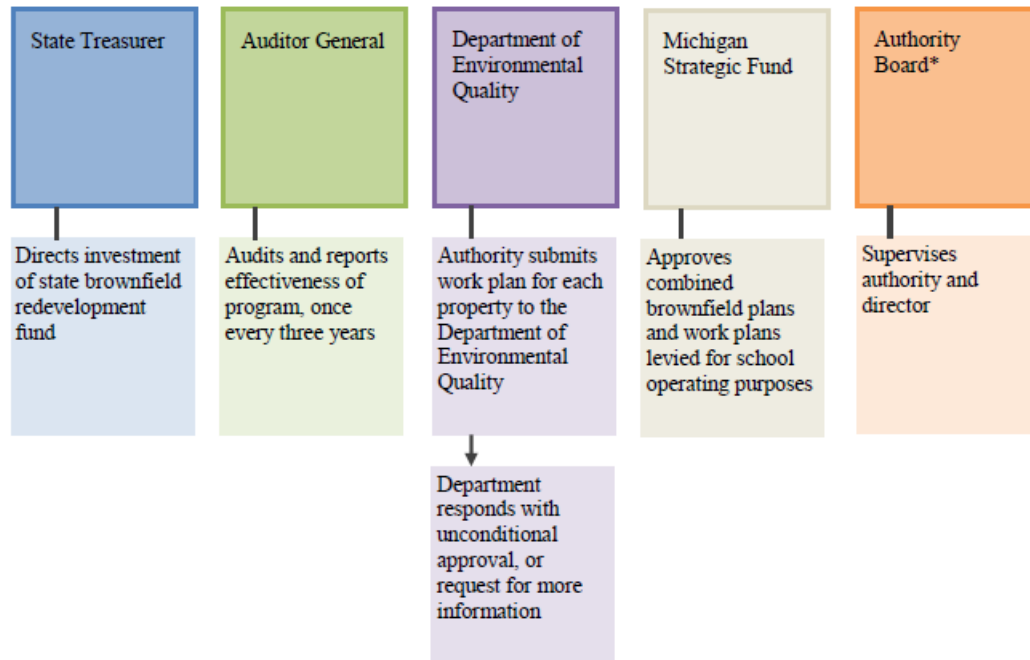 State Treasurer
Auditor General
Department of
Environmental
Quality
Michigan
Strategic Fund
Authority
Board*
Directs investment
of state brownfield
redevelopment
fund
Audits and reports
effectiveness of
program, once
every three years
Authority submits
work plan for each
property to the
Department of
Environmental
Quality
Approves
combined
brownfield plans
and work plans
levied for school
operating purposes
Supervises
authority and
director
Department
responds with
unconditional
approval, or
request for more
information